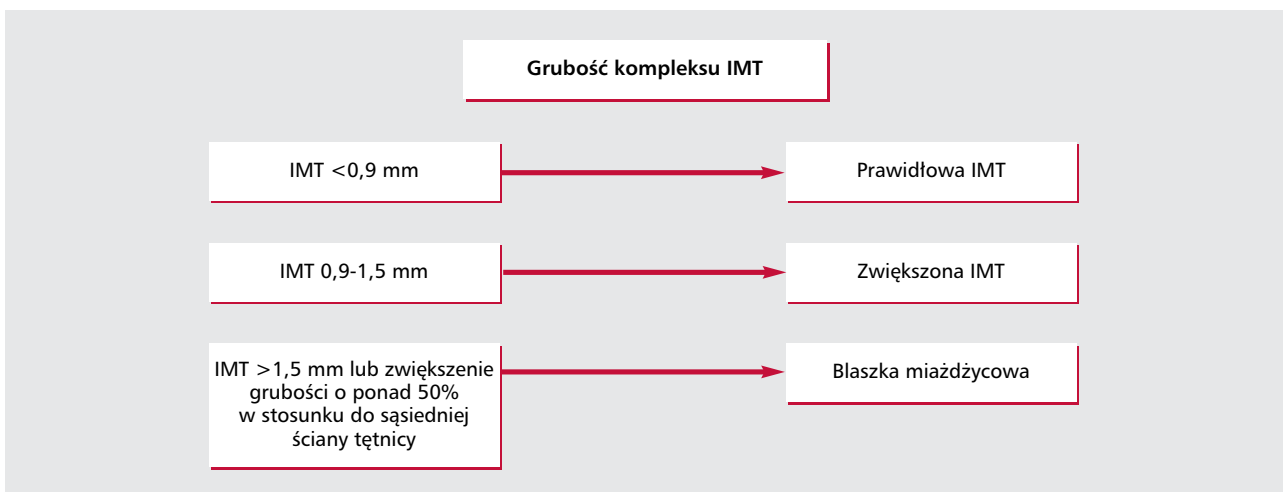 Grubość kompleksu IMT
IMT <0,9 mm
Prawidłowa IMT
IMT 0,9-1,5 mm
Zwiększona IMT
IMT >1,5 mm lub zwiększenie
grubości o ponad 50%
w stosunku do sąsiedniej
ściany tętnicy
Blaszka miażdżycowa